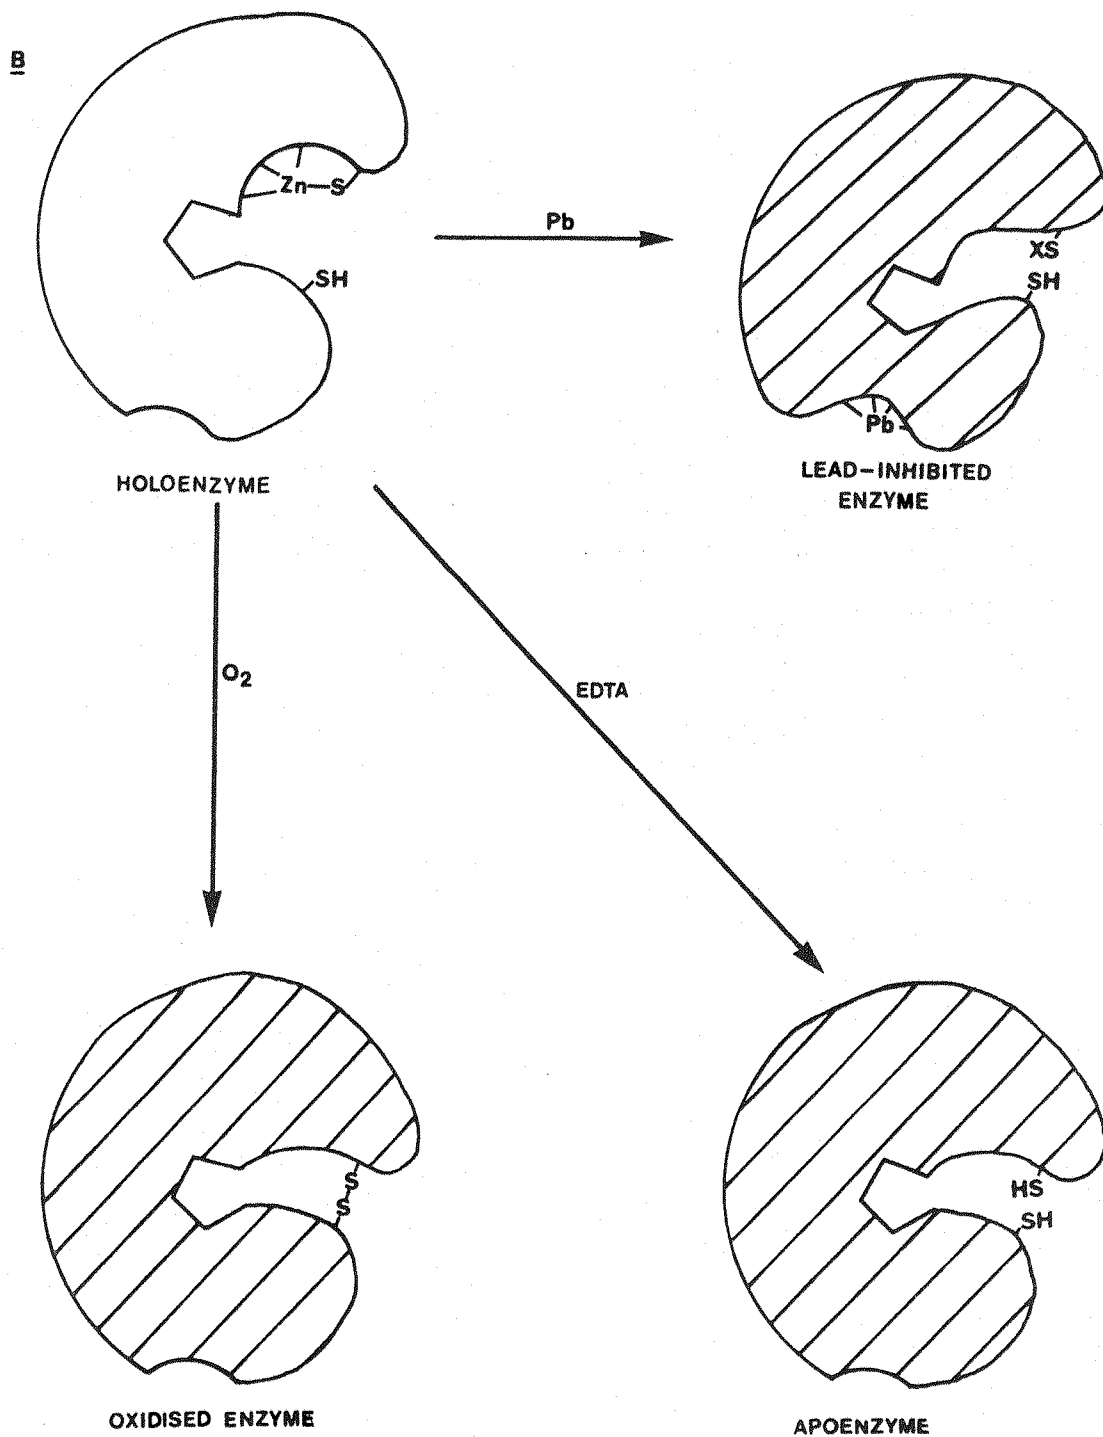 B
Zn—S
SH
HOLOENZYME
Pb
XS
SH
Pb
LEAD-INHIBITED
ENZYME
O₂
EDTA
S
S
OXIDISED ENZYME
HS
SH
APOENZYME